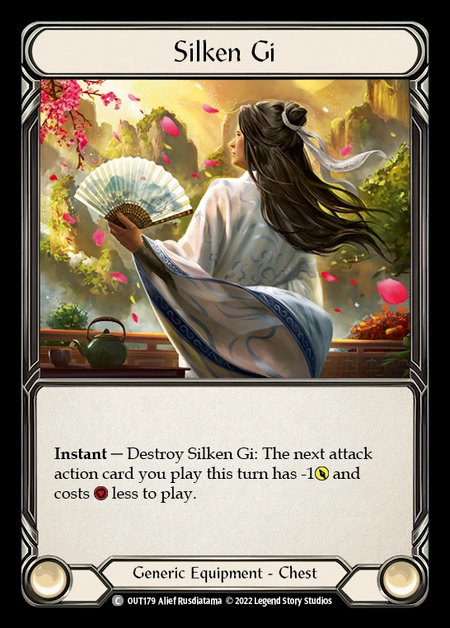 Silken Gi
Instant — Destroy Silken Gi: The next attack
action card you play this turn has -1 and
costs less to play.
Generic Equipment - Chest
C OUT179 Alief Rusdiatama © 2022 Legend Story Studios